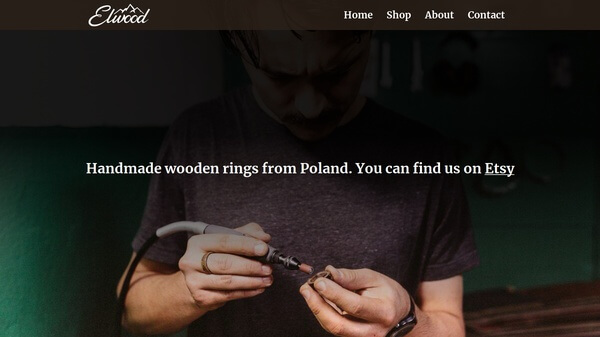 Elwood
Home Shop About Contact
Handmade wooden rings from Poland. You can find us on Etsy